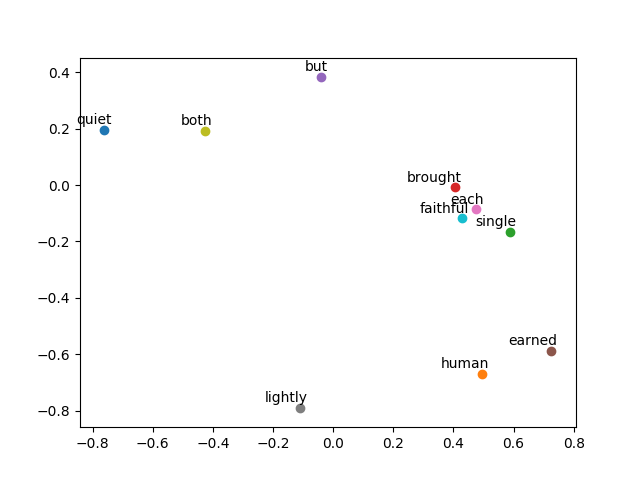 but
quiet
both
brought
each
faithful
single
earned
human
lightly
0.4
0.2
0.0
−0.2
−0.4
−0.6
−0.8
−0.8 −0.6 −0.4 −0.2 0.0 0.2 0.4 0.6 0.8